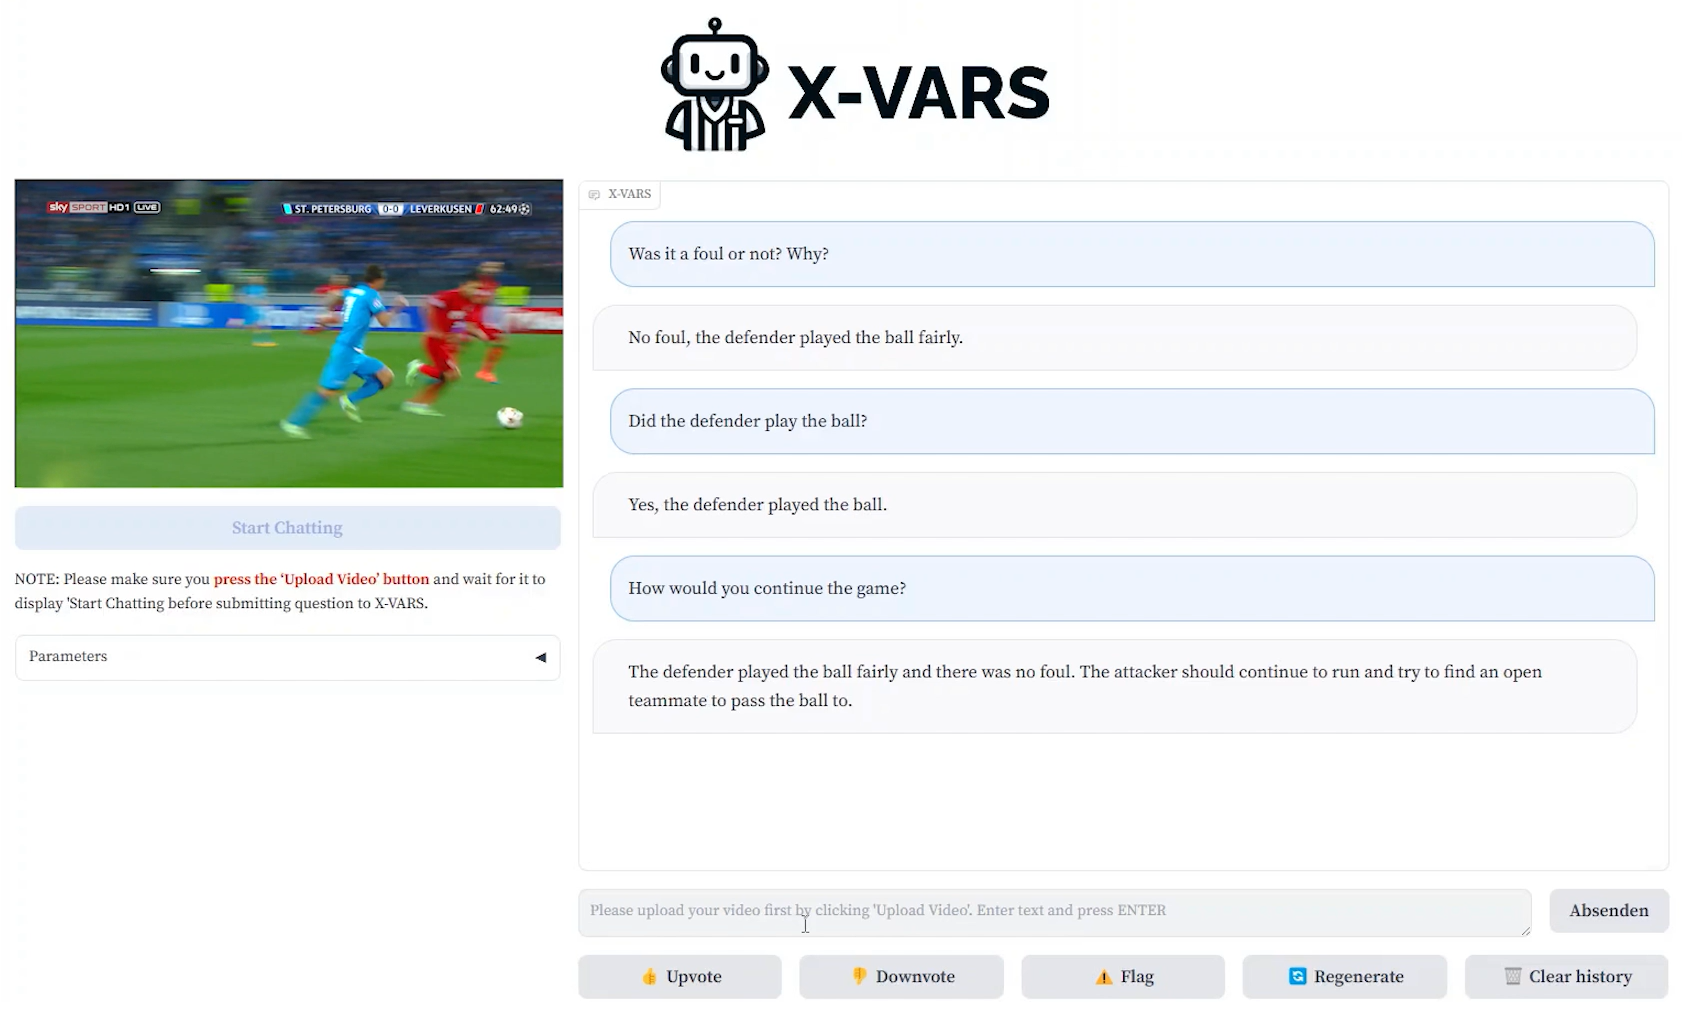 X-VARS
sky SPORT HD1 LIVE
ST. PETERSBURG 0-0 LEVERKUSEN 62:49
Start Chatting
NOTE: Please make sure you press the ‘Upload Video’ button and wait for it to
display 'Start Chatting before submitting question to X-VARS.
Parameters
X-VARS
Was it a foul or not? Why?
No foul, the defender played the ball fairly.
Did the defender play the ball?
Yes, the defender played the ball.
How would you continue the game?
The defender played the ball fairly and there was no foul. The attacker should continue to run and try to find an open
teammate to pass the ball to.
Please upload your video first by clicking 'Upload Video'. Enter text and press ENTER
Absenden
Upvote
Downvote
Flag
Regenerate
Clear history